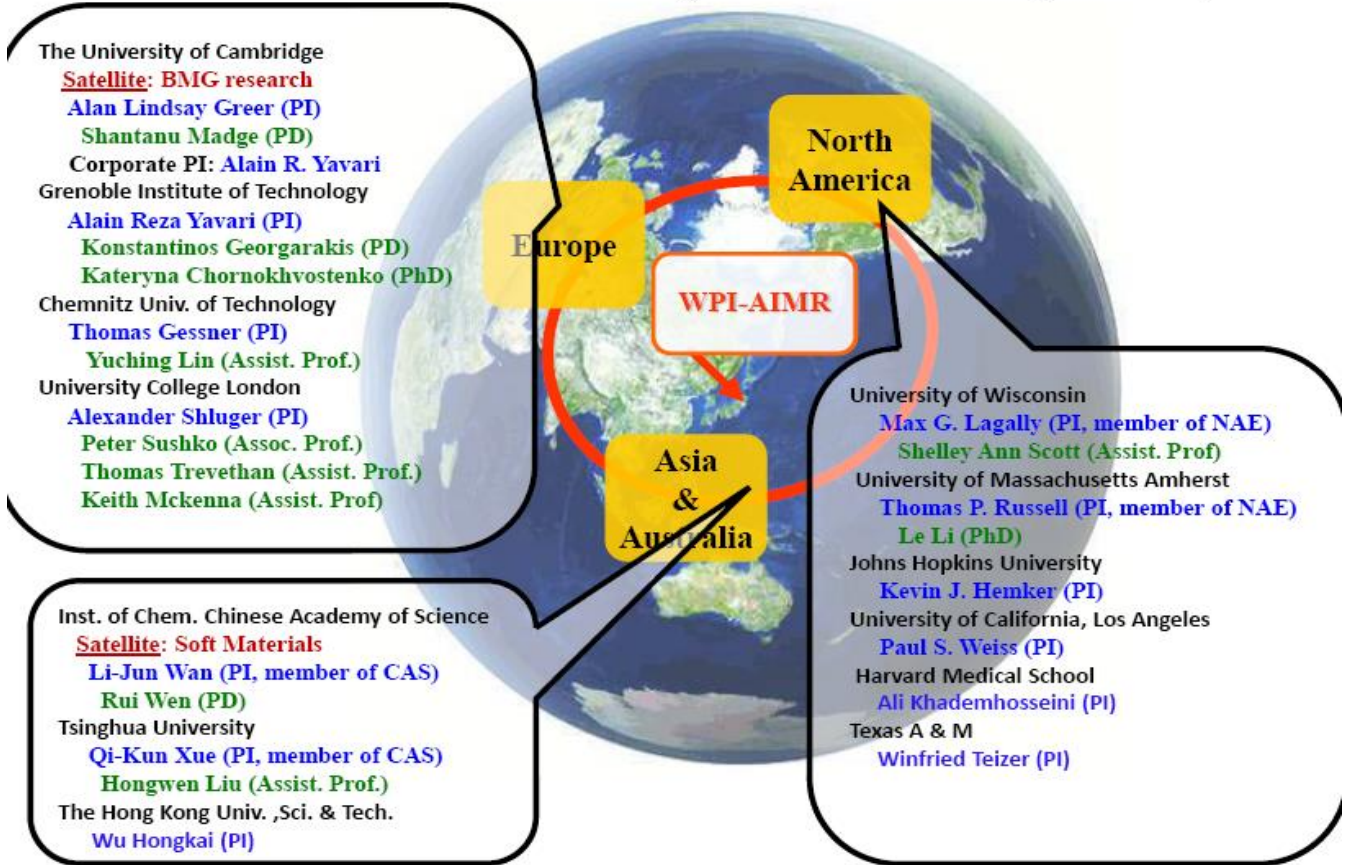 The University of Cambridge
Satellite: BMG research
Alan Lindsay Greer (PI)
Shantanu Madge (PD)
Corporate PI: Alain R. Yavari
Grenoble Institute of Technology
Alain Reza Yavari (PI)
Konstantinos Georgarakis (PD)
Kateryna Chornokhvostenko (PhD)
Chemnitz Univ. of Technology
Thomas Gessner (PI)
Yuching Lin (Assist. Prof.)
University College London
Alexander Shluger (PI)
Peter Sushko (Assoc. Prof.)
Thomas Trevethan (Assist. Prof.)
Keith Mckenna (Assist. Prof)
Europe
North
America
WPI-AIMR
Asia
&
Australia
Inst. of Chem. Chinese Academy of Science
Satellite: Soft Materials
Li-Jun Wan (PI, member of CAS)
Rui Wen (PD)
Tsinghua University
Qi-Kun Xue (PI, member of CAS)
Hongwen Liu (Assist. Prof.)
The Hong Kong Univ. ,Sci. & Tech.
Wu Hongkai (PI)
University of Wisconsin
Max G. Lagally (PI, member of NAE)
Shelley Ann Scott (Assist. Prof)
University of Massachusetts Amherst
Thomas P. Russell (PI, member of NAE)
Le Li (PhD)
Johns Hopkins University
Kevin J. Hemker (PI)
University of California, Los Angeles
Paul S. Weiss (PI)
Harvard Medical School
Ali Khademhosseini (PI)
Texas A & M
Winfried Teizer (PI)